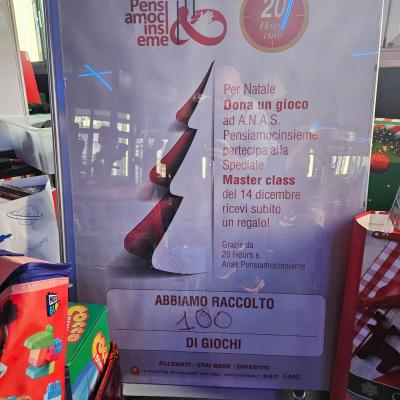 Pensi
amoc
insi
eme
20
Hours
club
Per Natale
Dona un gioco
ad A.N.A.S.
Pensiamocinsieme
partecipa alla
Speciale
Master class
del 14 dicembre
ricevi subito
un regalo!
Grazie da
20 Hours e
Anas Pensiamocinsieme
ABBIAMO RACCOLTO
100
DI GIOCHI
ALLENATI - STAI BENE - DIVERTITI
COCCO